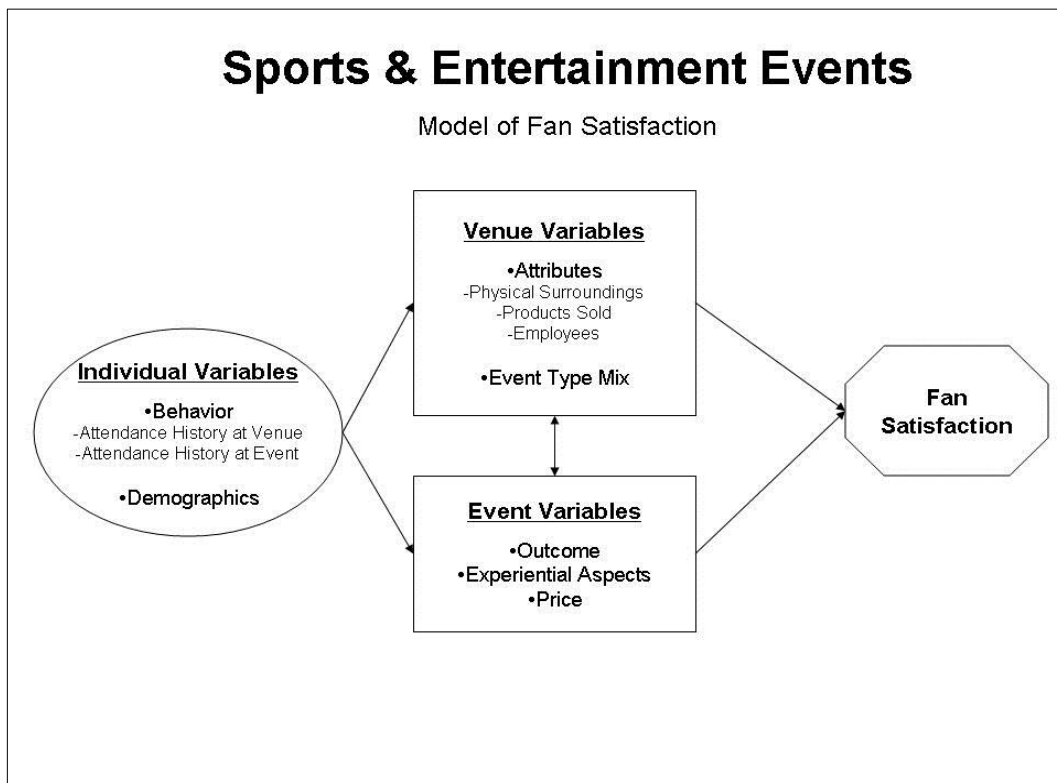 Sports & Entertainment Events
Model of Fan Satisfaction
Individual Variables
•Behavior
-Attendance History at Venue
-Attendance History at Event
•Demographics
Venue Variables
•Attributes
-Physical Surroundings
-Products Sold
-Employees
•Event Type Mix
Event Variables
•Outcome
•Experiential Aspects
•Price
Fan
Satisfaction